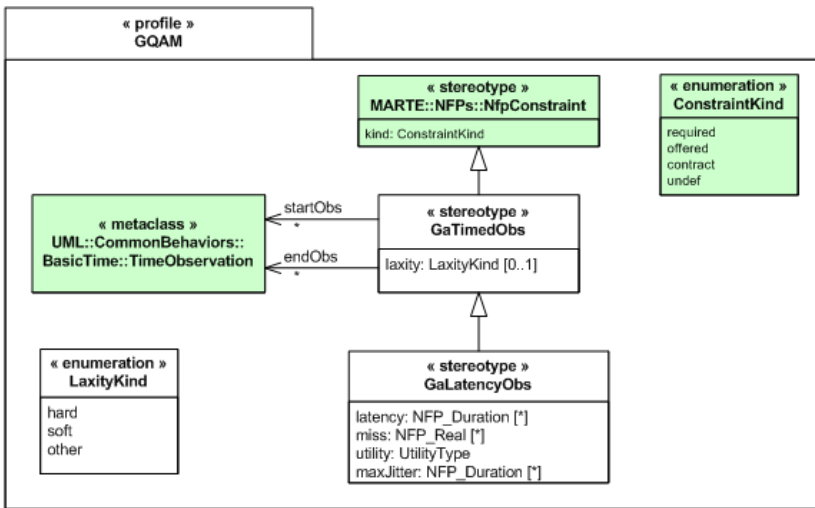 « profile »
GQAM
« stereotype »
MARTE::NFPs::NfpConstraint
kind: ConstraintKind
« enumeration »
ConstraintKind
required
offered
contract
undef
« metaclass »
UML::CommonBehaviors::
BasicTime::TimeObservation
startObs
*
endObs
*
« stereotype »
GaTimedObs
laxity: LaxityKind [0..1]
« enumeration »
LaxityKind
hard
soft
other
« stereotype »
GaLatencyObs
latency: NFP_Duration [*]
miss: NFP_Real [*]
utility: UtilityType
maxJitter: NFP_Duration [*]